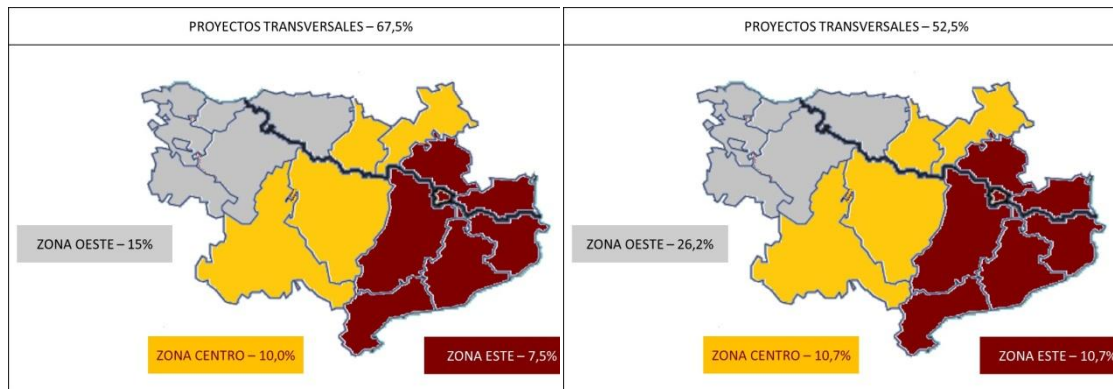 PROYECTOS TRANSVERSALES – 67,5%
ZONA OESTE – 15%
ZONA CENTRO – 10,0%
ZONA ESTE – 7,5%
PROYECTOS TRANSVERSALES – 52,5%
ZONA OESTE – 26,2%
ZONA CENTRO – 10,7%
ZONA ESTE – 10,7%